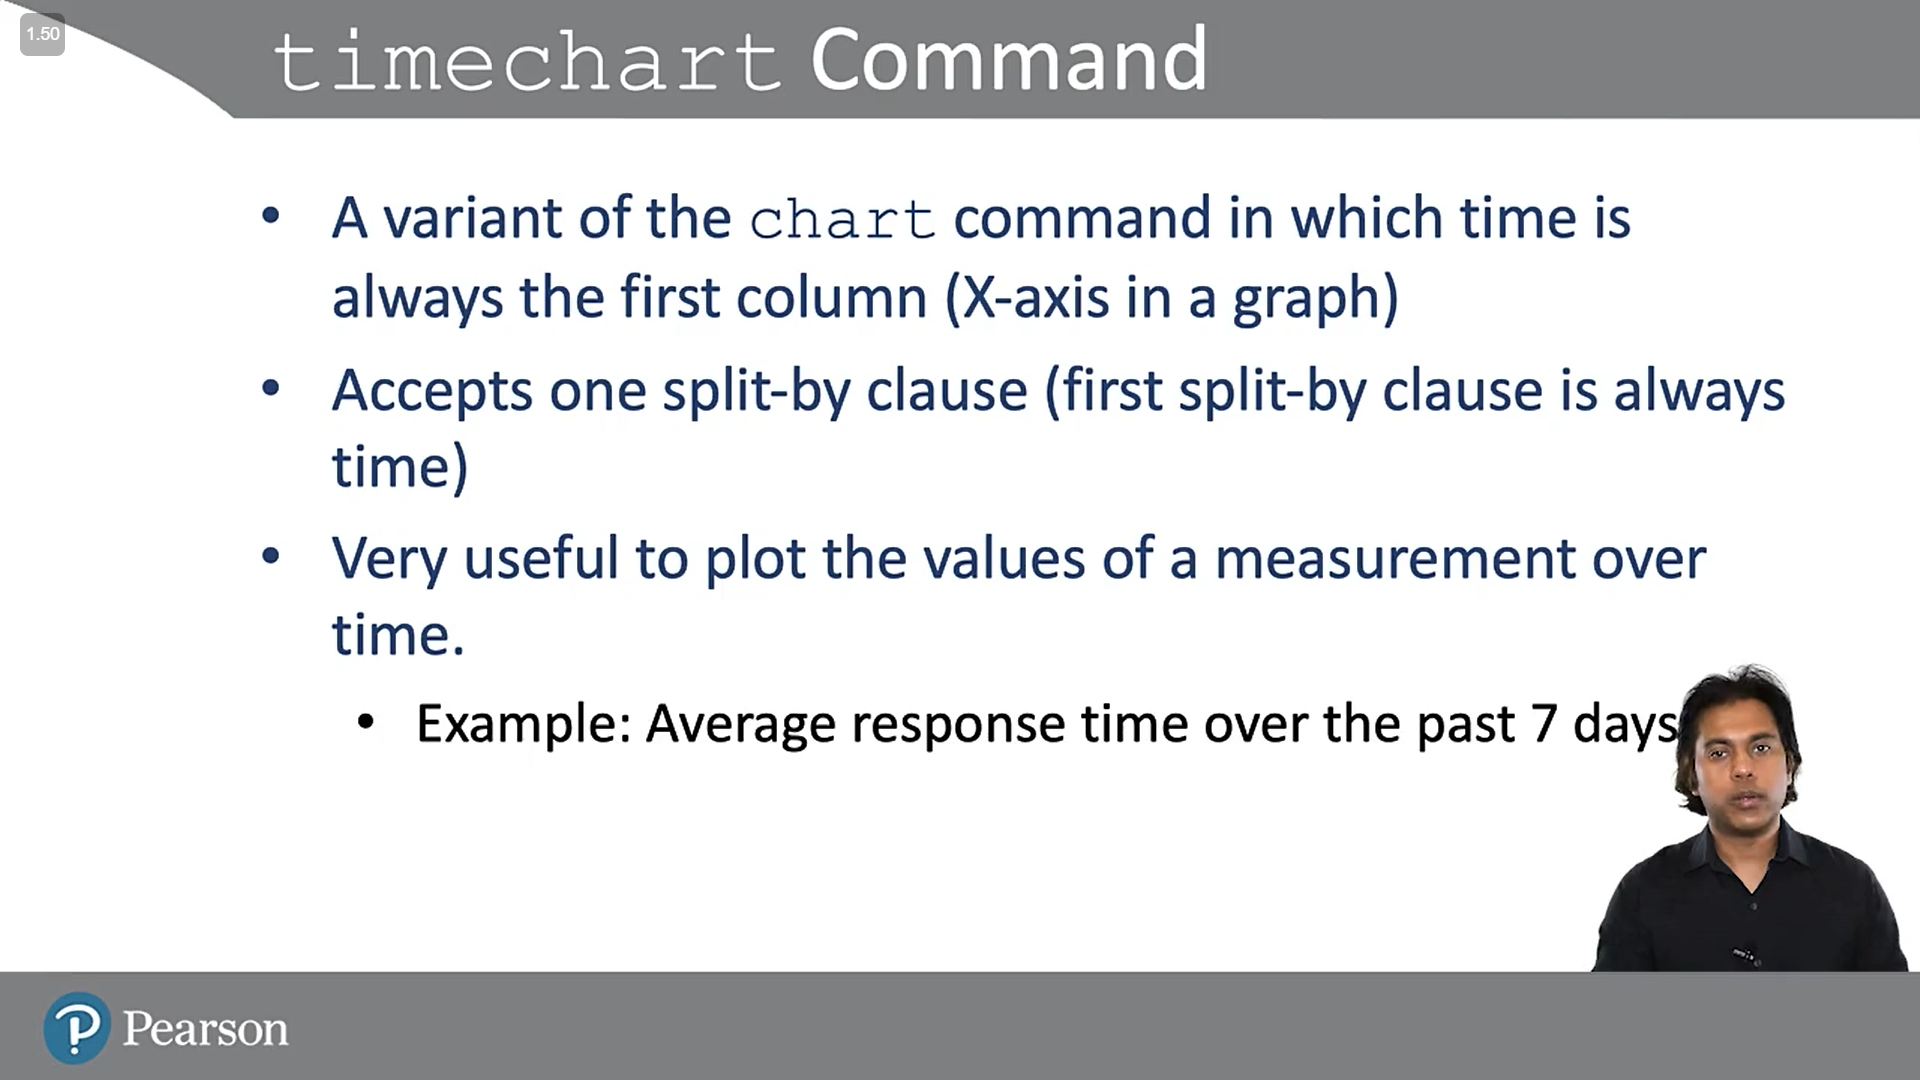 1.50
timechart Command
• A variant of the chart command in which time is
always the first column (X-axis in a graph)
• Accepts one split-by clause (first split-by clause is always
time)
• Very useful to plot the values of a measurement over
time.
• Example: Average response time over the past 7 days
Pearson